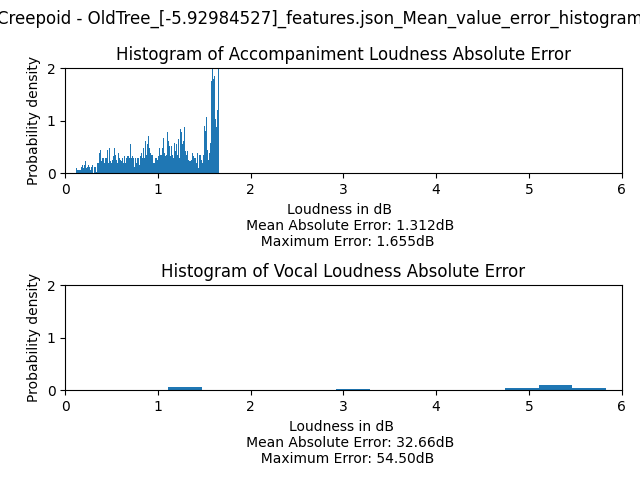 Creepoid - OldTree_[-5.92984527]_features.json_Mean_value_error_histogram
Histogram of Accompaniment Loudness Absolute Error
Probability density
2
1
0
0 1 2 3 4 5 6
Loudness in dB
Mean Absolute Error: 1.312dB
Maximum Error: 1.655dB
Histogram of Vocal Loudness Absolute Error
Probability density
2
1
0
0 1 2 3 4 5 6
Loudness in dB
Mean Absolute Error: 32.66dB
Maximum Error: 54.50dB